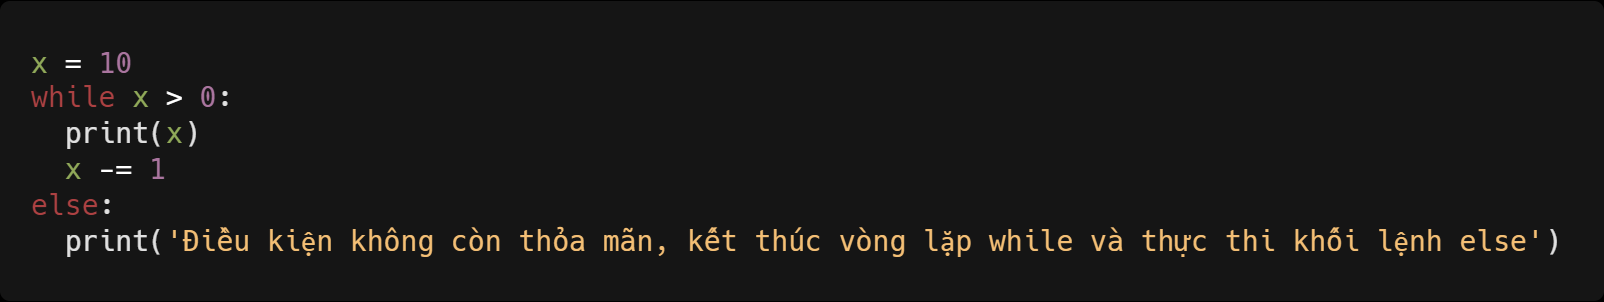 x = 10
while x > 0:
  print(x)
  x -= 1
else:
  print('Điều kiện không còn thỏa mãn, kết thúc vòng lặp while và thực thi khối lệnh else')